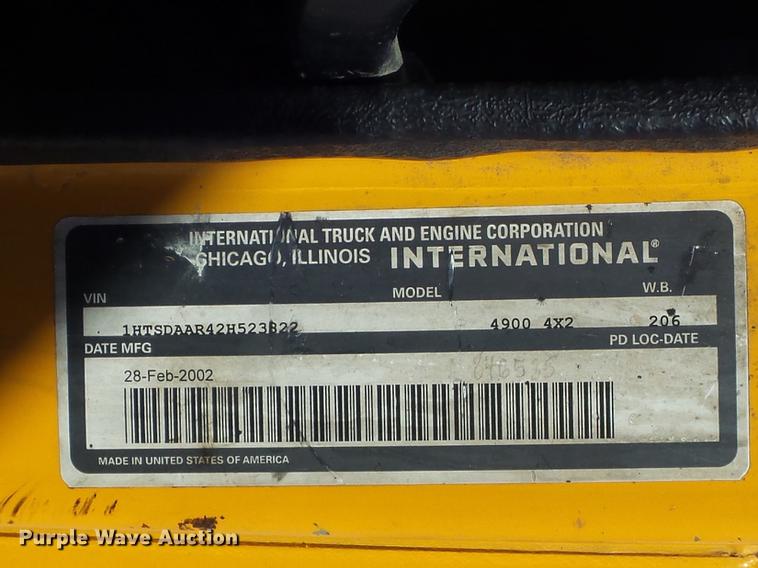 INTERNATIONAL TRUCK AND ENGINE CORPORATION
CHICAGO, ILLINOIS INTERNATIONAL®
VIN MODEL W.B.
1HTSDAAR42H523822 4900 4X2 206
DATE MFG PD LOC-DATE
28-Feb-2002 846535
MADE IN UNITED STATES OF AMERICA
Purple Wave Auction